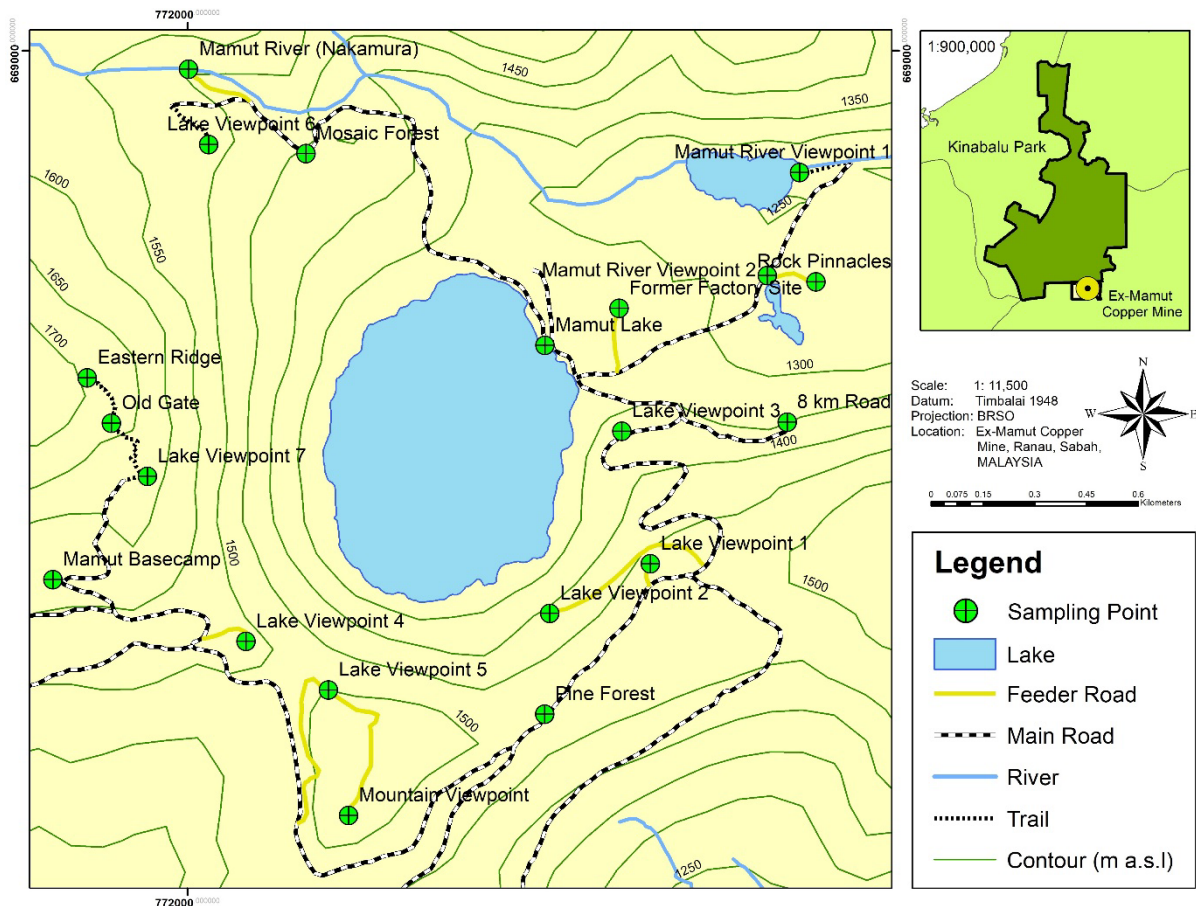 772000.000000
669000.000000
669000.000000
Mamut River (Nakamura)
1450
1350
Lake Viewpoint 6
Mosaic Forest
Mamut River Viewpoint 1
1600
1250
1550
Mamut River Viewpoint 2
Rock Pinnacles
Former Factory Site
1650
Mamut Lake
1700
Eastern Ridge
1300
Old Gate
Lake Viewpoint 3
8 km Road
1400
Lake Viewpoint 7
1500
Lake Viewpoint 1
Mamut Basecamp
1500
Lake Viewpoint 2
Lake Viewpoint 4
Lake Viewpoint 5
Pine Forest
1500
Mountain Viewpoint
1250
772000.000000
1:900,000
Kinabalu Park
Ex-Mamut
Copper Mine
Scale: 1: 11,500
Datum: Timbalai 1948
Projection: BRSO
Location: Ex-Mamut Copper
Mine, Ranau, Sabah,
MALAYSIA
N
W E
S
0 0.075 0.15 0.3 0.45 0.6
Kilometers
Legend
Sampling Point
Lake
Feeder Road
Main Road
River
Trail
Contour (m a.s.l)